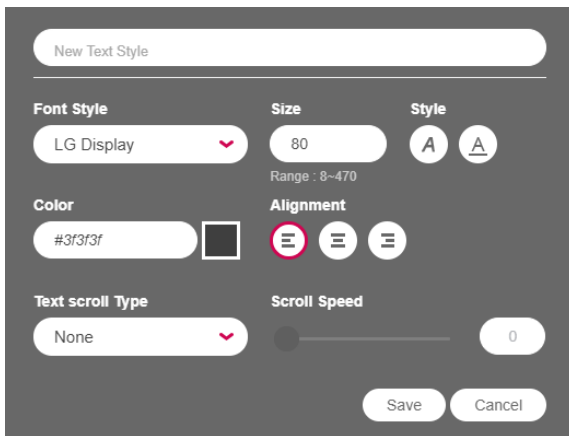 New Text Style
Font Style Size Style
LG Display 80 A A
Range : 8~470
Color Alignment
#3f3f3f
Text scroll Type Scroll Speed
None 0
Save Cancel